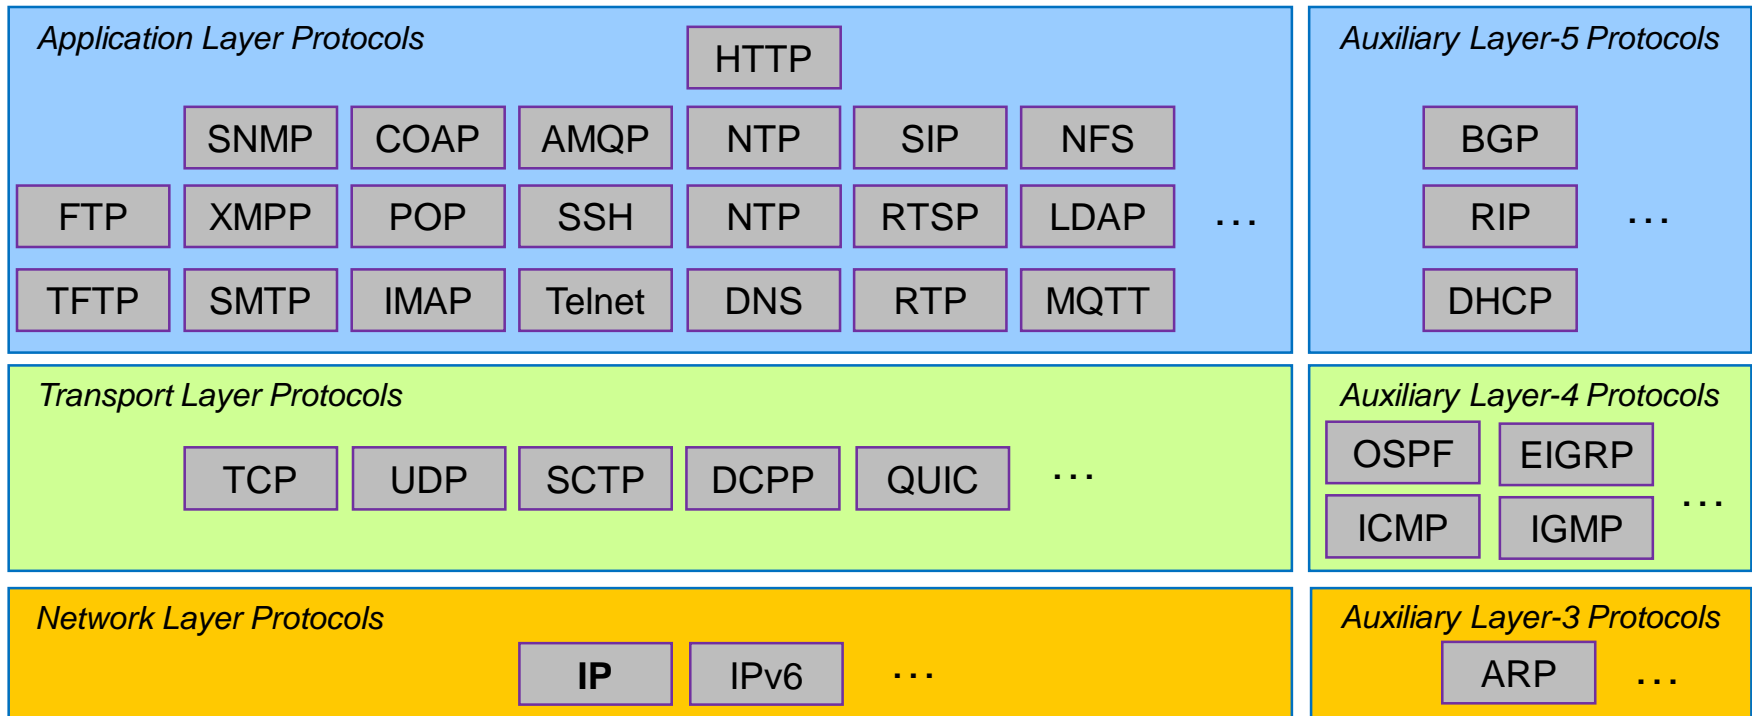 Application Layer Protocols
HTTP
SNMP COAP AMQP NTP SIP NFS
FTP XMPP POP SSH NTP RTSP LDAP ...
TFTP SMTP IMAP Telnet DNS RTP MQTT
Auxiliary Layer-5 Protocols
BGP
RIP ...
DHCP
Transport Layer Protocols
TCP UDP SCTP DCPP QUIC ...
Auxiliary Layer-4 Protocols
OSPF EIGRP
ICMP IGMP ...
Network Layer Protocols
IP IPv6 ...
Auxiliary Layer-3 Protocols
ARP ...